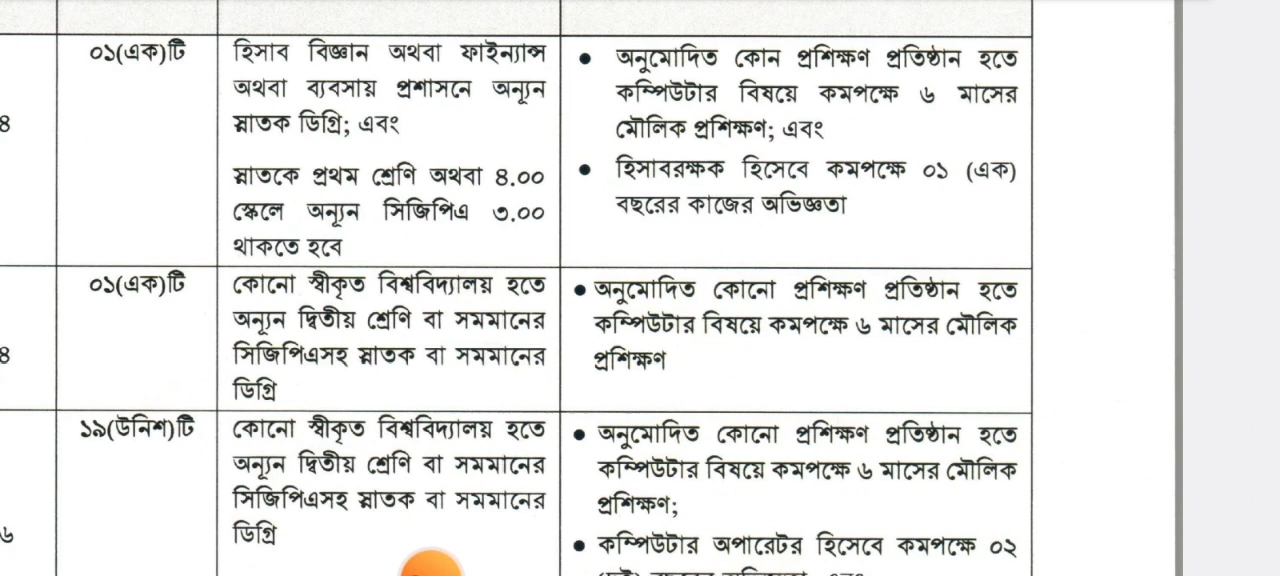 ০১(এক)টি
হিসাব বিজ্ঞান অথবা ফাইন্যান্স
অথবা ব্যবসায় প্রশাসনে অন্যূন
স্নাতক ডিগ্রি; এবং
স্নাতকে প্রথম শ্রেণি অথবা ৪.০০
স্কেলে অন্যূন সিজিপিএ ৩.০০
থাকতে হবে
● অনুমোদিত কোন প্রশিক্ষণ প্রতিষ্ঠান হতে
কম্পিউটার বিষয়ে কমপক্ষে ৬ মাসের
মৌলিক প্রশিক্ষণ; এবং
● হিসাবরক্ষক হিসেবে কমপক্ষে ০১ (এক)
বছরের কাজের অভিজ্ঞতা
৪
০১(এক)টি
কোনো স্বীকৃত বিশ্ববিদ্যালয় হতে
অন্যূন দ্বিতীয় শ্রেণি বা সমমানের
সিজিপিএসহ স্নাতক বা সমমানের
ডিগ্রি
● অনুমোদিত কোনো প্রশিক্ষণ প্রতিষ্ঠান হতে
কম্পিউটার বিষয়ে কমপক্ষে ৬ মাসের মৌলিক
প্রশিক্ষণ
৪
১৯(উনিশ)টি
কোনো স্বীকৃত বিশ্ববিদ্যালয় হতে
অন্যূন দ্বিতীয় শ্রেণি বা সমমানের
সিজিপিএসহ স্নাতক বা সমমানের
ডিগ্রি
● অনুমোদিত কোনো প্রশিক্ষণ প্রতিষ্ঠান হতে
কম্পিউটার বিষয়ে কমপক্ষে ৬ মাসের মৌলিক
প্রশিক্ষণ;
● কম্পিউটার অপারেটর হিসেবে কমপক্ষে ০২
৬